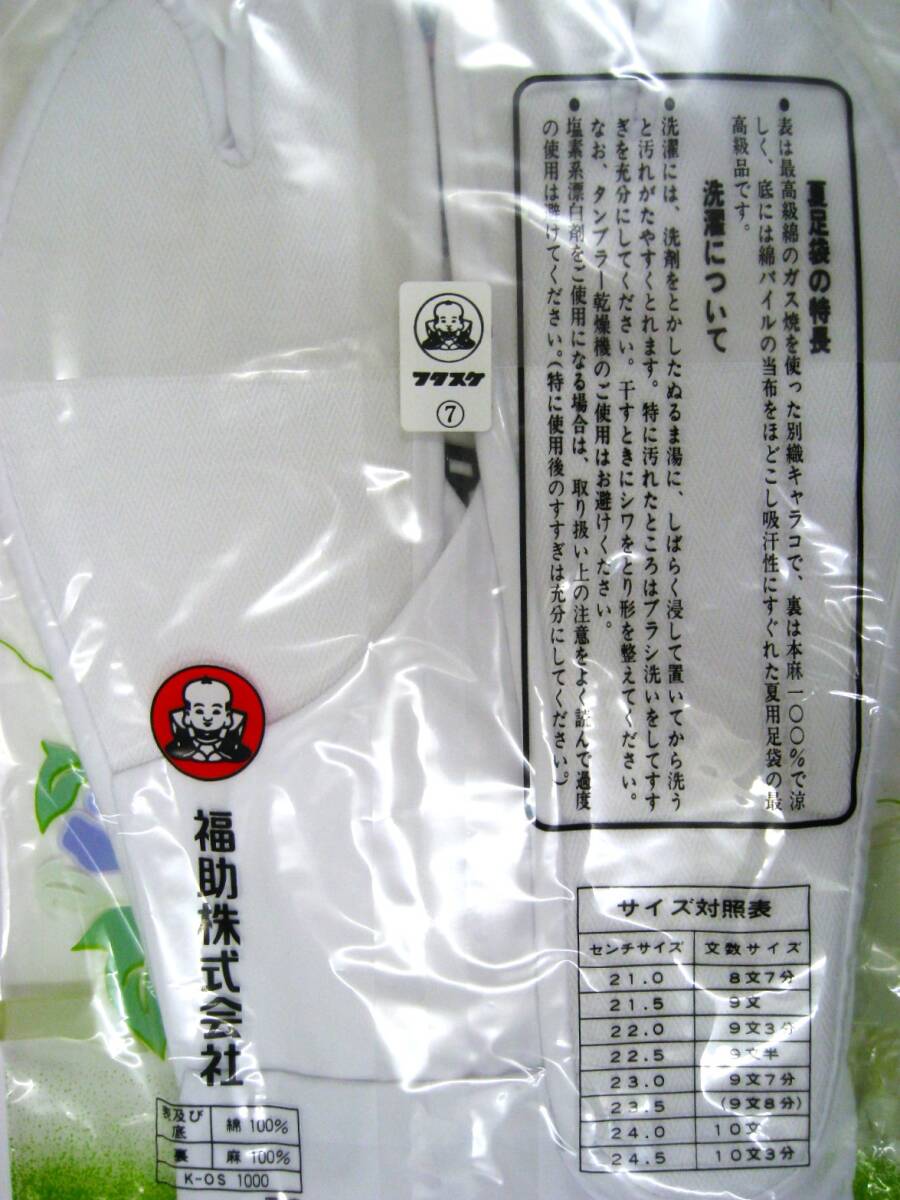 夏足袋の特長
●表は最高級綿のガス焼を使った別織キャラコで、裏は本麻一〇〇%で涼
しく、底には綿パイルの当布をほどこし吸汗性にすぐれた夏用足袋の最
高級品です。
洗濯について
●洗濯には、洗剤をとかしたぬるま湯に、しばらく浸して置いてから洗う
と汚れがたやすくとれます。特に汚れたところはブラシ洗いをしてすす
ぎを充分にしてください。干すときにシワをとり形を整えてください。
なお、タンブラー乾燥機のご使用はお避けください。
●塩素系漂白剤をご使用になる場合は、取り扱い上の注意をよく読んで過度
の使用は避けてください。(特に使用後のすすぎは充分にしてください。)
フクスケ
⑦
福助株式会社
サイズ対照表
センチサイズ 文数サイズ
21.0 8文7分
21.5 9文
22.0 9文3分
22.5 9文半
23.0 9文7分
23.5 (9文8分)
24.0 10文
24.5 10文3分
表及び底 綿 100%
裏 麻 100%
K-OS 1000